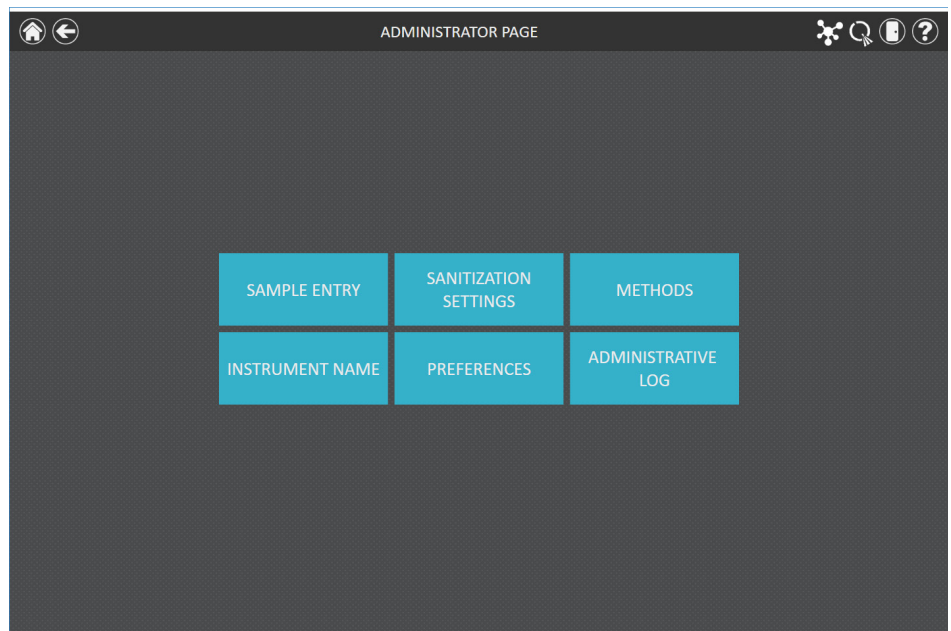 ADMINISTRATOR PAGE
?
SAMPLE ENTRY
SANITIZATION
SETTINGS
METHODS
INSTRUMENT NAME
PREFERENCES
ADMINISTRATIVE
LOG